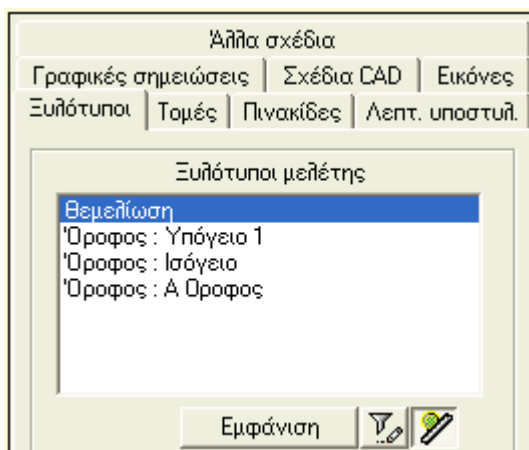 Άλλα σχέδια
Γραφικές σημειώσεις Σχέδια CAD Εικόνες
Ξυλότυποι Τομές Πινακίδες Λεπτ. υποστυλ.
Ξυλότυποι μελέτης
Θεμελίωση
Όροφος : Υπόγειο 1
Όροφος : Ισόγειο
Όροφος : Α Οροφος
Εμφάνιση